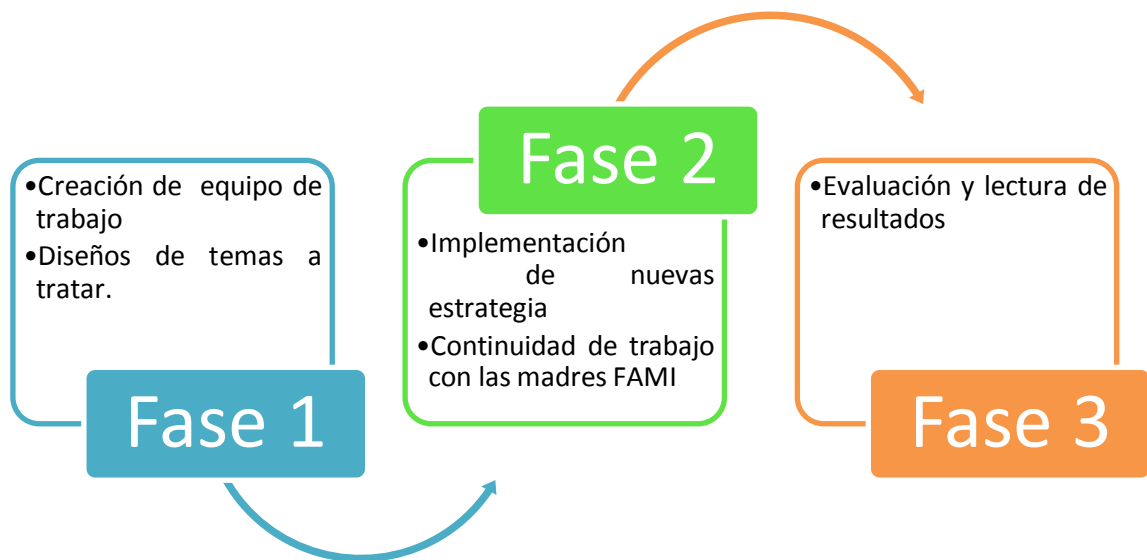 •Creación de equipo de
trabajo
•Diseños de temas a
tratar.
Fase 1
Fase 2
•Implementación
de nuevas
estrategia
•Continuidad de trabajo
con las madres FAMI
•Evaluación y lectura de
resultados
Fase 3